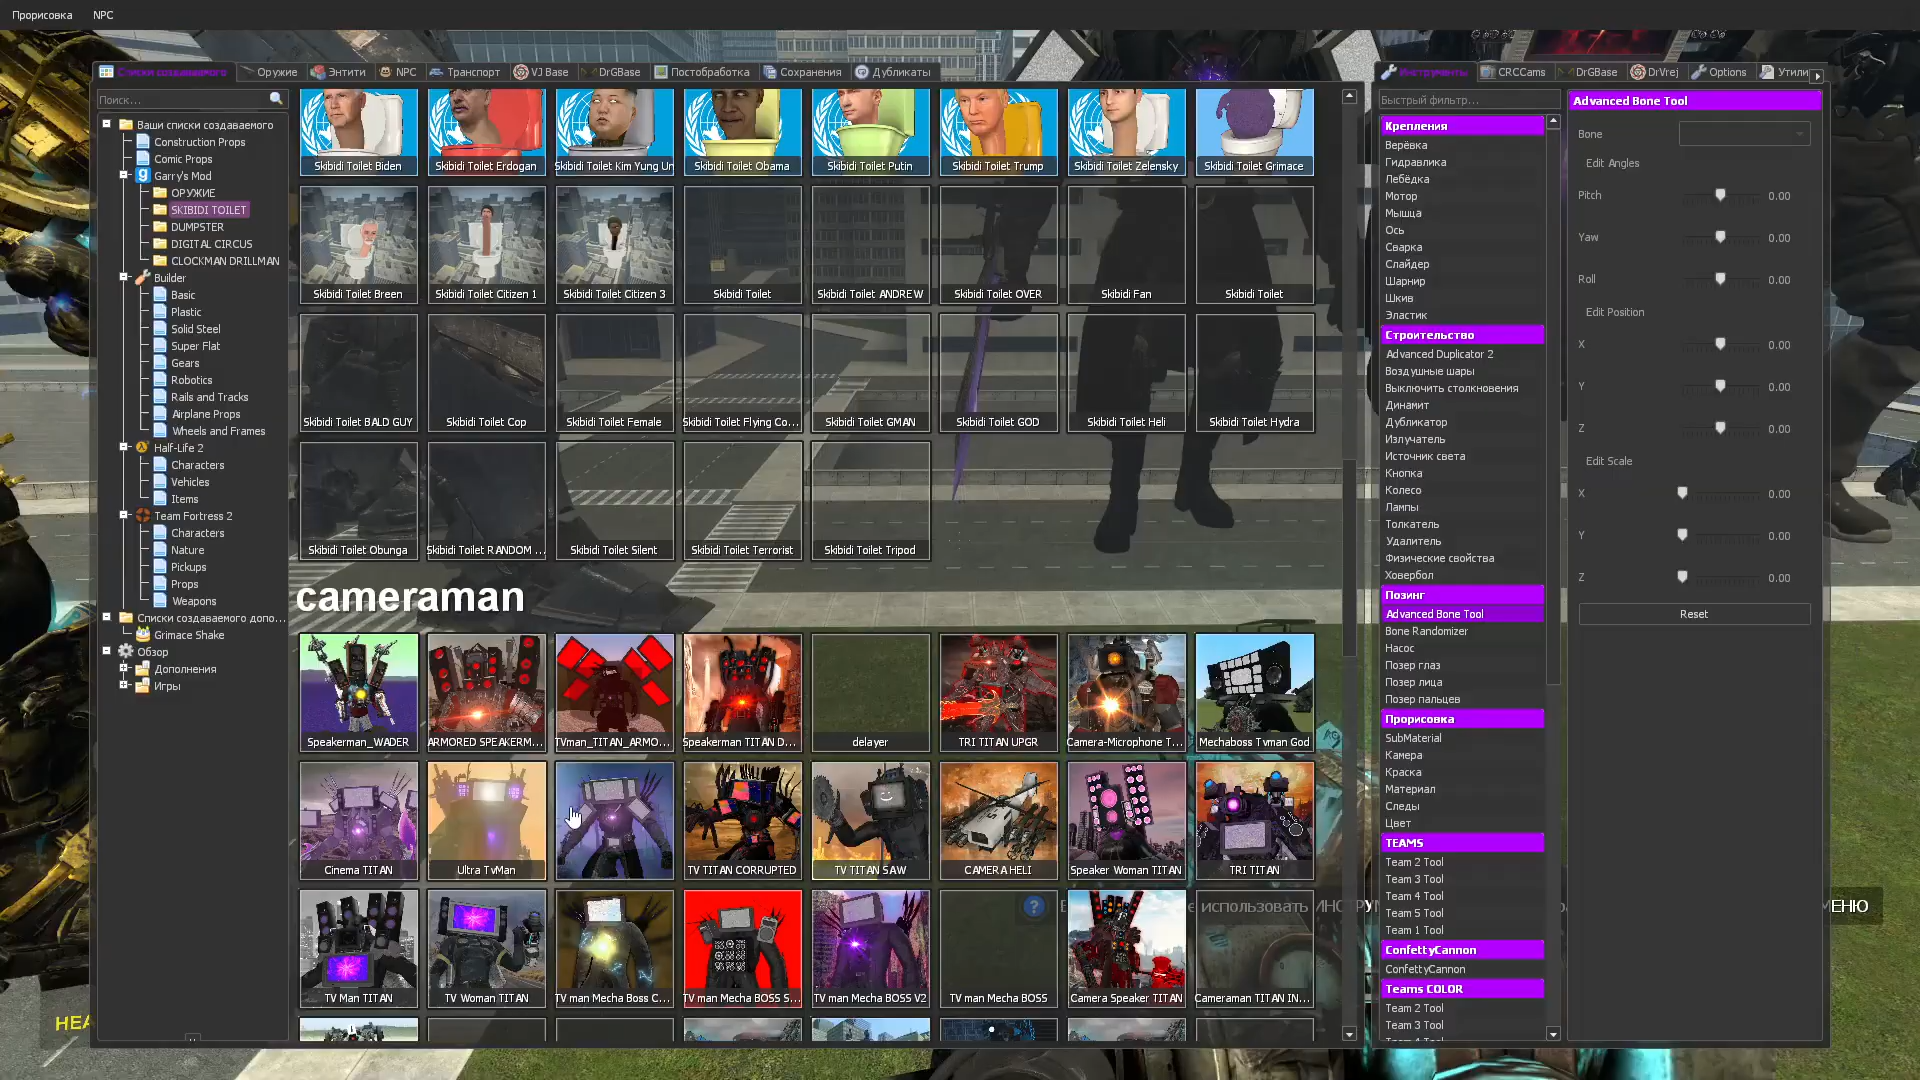 Прорисовка NPC
Списки создаваемого Оружие Энтити NPC Транспорт VJ Base DrGBase Постобработка Сохранения Дубликаты
Поиск...
Ваши списки создаваемого
Construction Props
Comic Props
Garry's Mod
ОРУЖИЕ
SKIBIDI TOILET
DUMPSTER
DIGITAL CIRCUS
CLOCKMAN DRILLMAN
Builder
Basic
Plastic
Solid Steel
Super Flat
Gears
Robotics
Rails and Tracks
Airplane Props
Wheels and Frames
Half-Life 2
Characters
Vehicles
Items
Team Fortress 2
Characters
Nature
Pickups
Props
Weapons
Списки создаваемого допо...
Grimace Shake
Обзор
Дополнения
Игры
Skibidi Toilet Biden
Skibidi Toilet Erdogan
Skibidi Toilet Kim Yung Un
Skibidi Toilet Obama
Skibidi Toilet Putin
Skibidi Toilet Trump
Skibidi Toilet Zelensky
Skibidi Toilet Grimace
Skibidi Toilet Breen
Skibidi Toilet Citizen 1
Skibidi Toilet Citizen 3
Skibidi Toilet
Skibidi Toilet ANDREW
Skibidi Toilet OVER
Skibidi Fan
Skibidi Toilet
Skibidi Toilet BALD GUY
Skibidi Toilet Cop
Skibidi Toilet Female
Skibidi Toilet Flying Co...
Skibidi Toilet GMAN
Skibidi Toilet GOD
Skibidi Toilet Heli
Skibidi Toilet Hydra
Skibidi Toilet Obunga
Skibidi Toilet RANDOM ...
Skibidi Toilet Silent
Skibidi Toilet Terrorist
Skibidi Toilet Tripod
cameraman
Speakerman_WADER
ARMORED SPEAKERM...
TVman_TITAN_ARMO...
Speakerman TITAN D...
delayer
TRI TITAN UPGR
Camera-Microphone T...
Mechaboss Tvman God
Cinema TITAN
Ultra TvMan
TV TITAN CORRUPTED
TV TITAN SAW
CAMERA HELI
Speaker Woman TITAN
TRI TITAN
TV Man TITAN
TV Woman TITAN
TV man Mecha Boss C...
TV man Mecha BOSS S...
TV man Mecha BOSS V2
TV man Mecha BOSS
Camera Speaker TITAN
Cameraman TITAN IN...
использовать
МЕНЮ
HEA
Инструменты CRCCams DrGBase DrVrej Options Утили
Быстрый фильтр...
Крепления
Верёвка
Гидравлика
Лебёдка
Мотор
Мышца
Ось
Сварка
Слайдер
Шарнир
Шкив
Эластик
Строительство
Advanced Duplicator 2
Воздушные шары
Выключить столкновения
Динамит
Дубликатор
Излучатель
Источник света
Кнопка
Колесо
Лампы
Толкатель
Удалитель
Физические свойства
Ховербол
Позинг
Advanced Bone Tool
Bone Randomizer
Насос
Позер глаз
Позер лица
Позер пальцев
Прорисовка
SubMaterial
Камера
Краска
Материал
Следы
Цвет
TEAMS
Team 2 Tool
Team 3 Tool
Team 4 Tool
Team 5 Tool
Team 1 Tool
ConfettyCannon
ConfettyCannon
Teams COLOR
Team 2 Tool
Team 3 Tool
Advanced Bone Tool
Bone
Edit Angles
Pitch 0.00
Yaw 0.00
Roll 0.00
Edit Position
X 0.00
Y 0.00
Z 0.00
Edit Scale
X 0.00
Y 0.00
Z 0.00
Reset